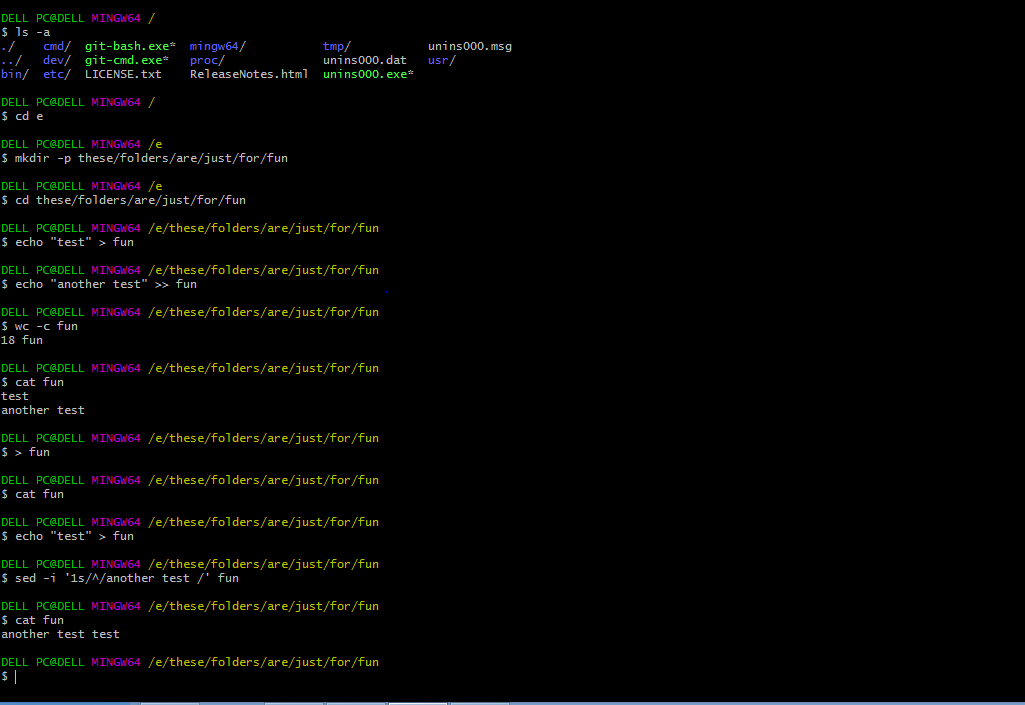 DELL PC@DELL MINGW64 /
$ ls -a
./ cmd/ git-bash.exe* mingw64/ tmp/ unins000.msg
../ dev/ git-cmd.exe* proc/ unins000.dat usr/
bin/ etc/ LICENSE.txt ReleaseNotes.html unins000.exe*
DELL PC@DELL MINGW64 /
$ cd e
DELL PC@DELL MINGW64 /e
$ mkdir -p these/folders/are/just/for/fun
DELL PC@DELL MINGW64 /e
$ cd these/folders/are/just/for/fun
DELL PC@DELL MINGW64 /e/these/folders/are/just/for/fun
$ echo "test" > fun
DELL PC@DELL MINGW64 /e/these/folders/are/just/for/fun
$ echo "another test" >> fun
DELL PC@DELL MINGW64 /e/these/folders/are/just/for/fun
$ wc -c fun
18 fun
DELL PC@DELL MINGW64 /e/these/folders/are/just/for/fun
$ cat fun
test
another test
DELL PC@DELL MINGW64 /e/these/folders/are/just/for/fun
$ > fun
DELL PC@DELL MINGW64 /e/these/folders/are/just/for/fun
$ cat fun
DELL PC@DELL MINGW64 /e/these/folders/are/just/for/fun
$ echo "test" > fun
DELL PC@DELL MINGW64 /e/these/folders/are/just/for/fun
$ sed -i '1s/^/another test /' fun
DELL PC@DELL MINGW64 /e/these/folders/are/just/for/fun
$ cat fun
another test test
DELL PC@DELL MINGW64 /e/these/folders/are/just/for/fun
$